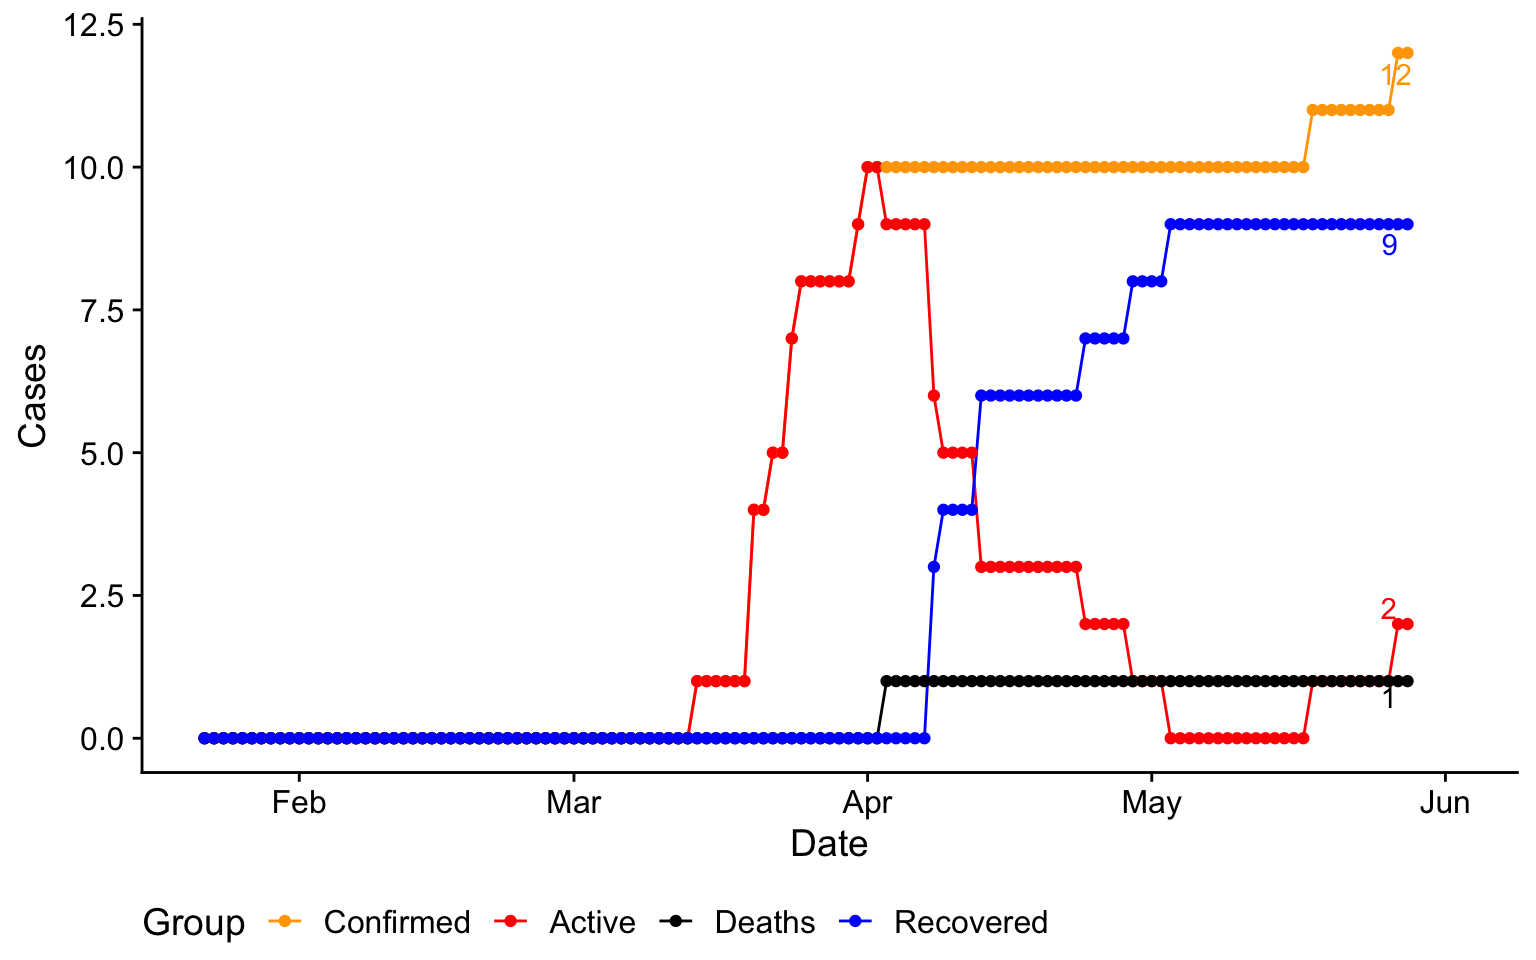 12.5
12
10.0
9
7.5
Cases
5.0
2.5
2
1
0.0
Feb Mar Apr May Jun
Date
Group Confirmed Active Deaths Recovered